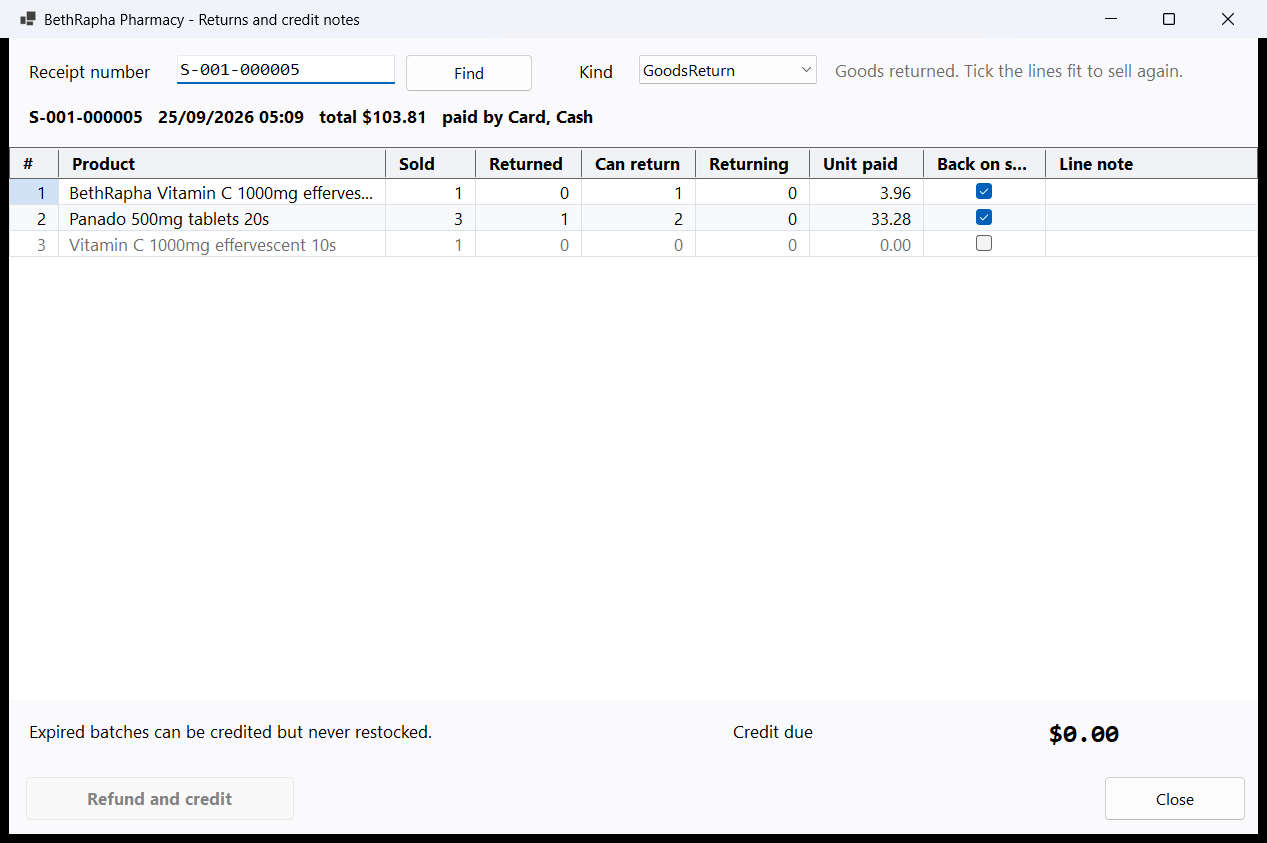 BethRapha Pharmacy - Returns and credit notes
Receipt number S-001-000005 Find Kind GoodsReturn Goods returned. Tick the lines fit to sell again.
S-001-000005 25/09/2026 05:09 total $103.81 paid by Card, Cash
# Product Sold Returned Can return Returning Unit paid Back on s... Line note
1 BethRapha Vitamin C 1000mg efferves... 1 0 1 0 3.96
2 Panado 500mg tablets 20s 3 1 2 0 33.28
3 Vitamin C 1000mg effervescent 10s 1 0 0 0 0.00
Expired batches can be credited but never restocked. Credit due $0.00
Refund and credit Close